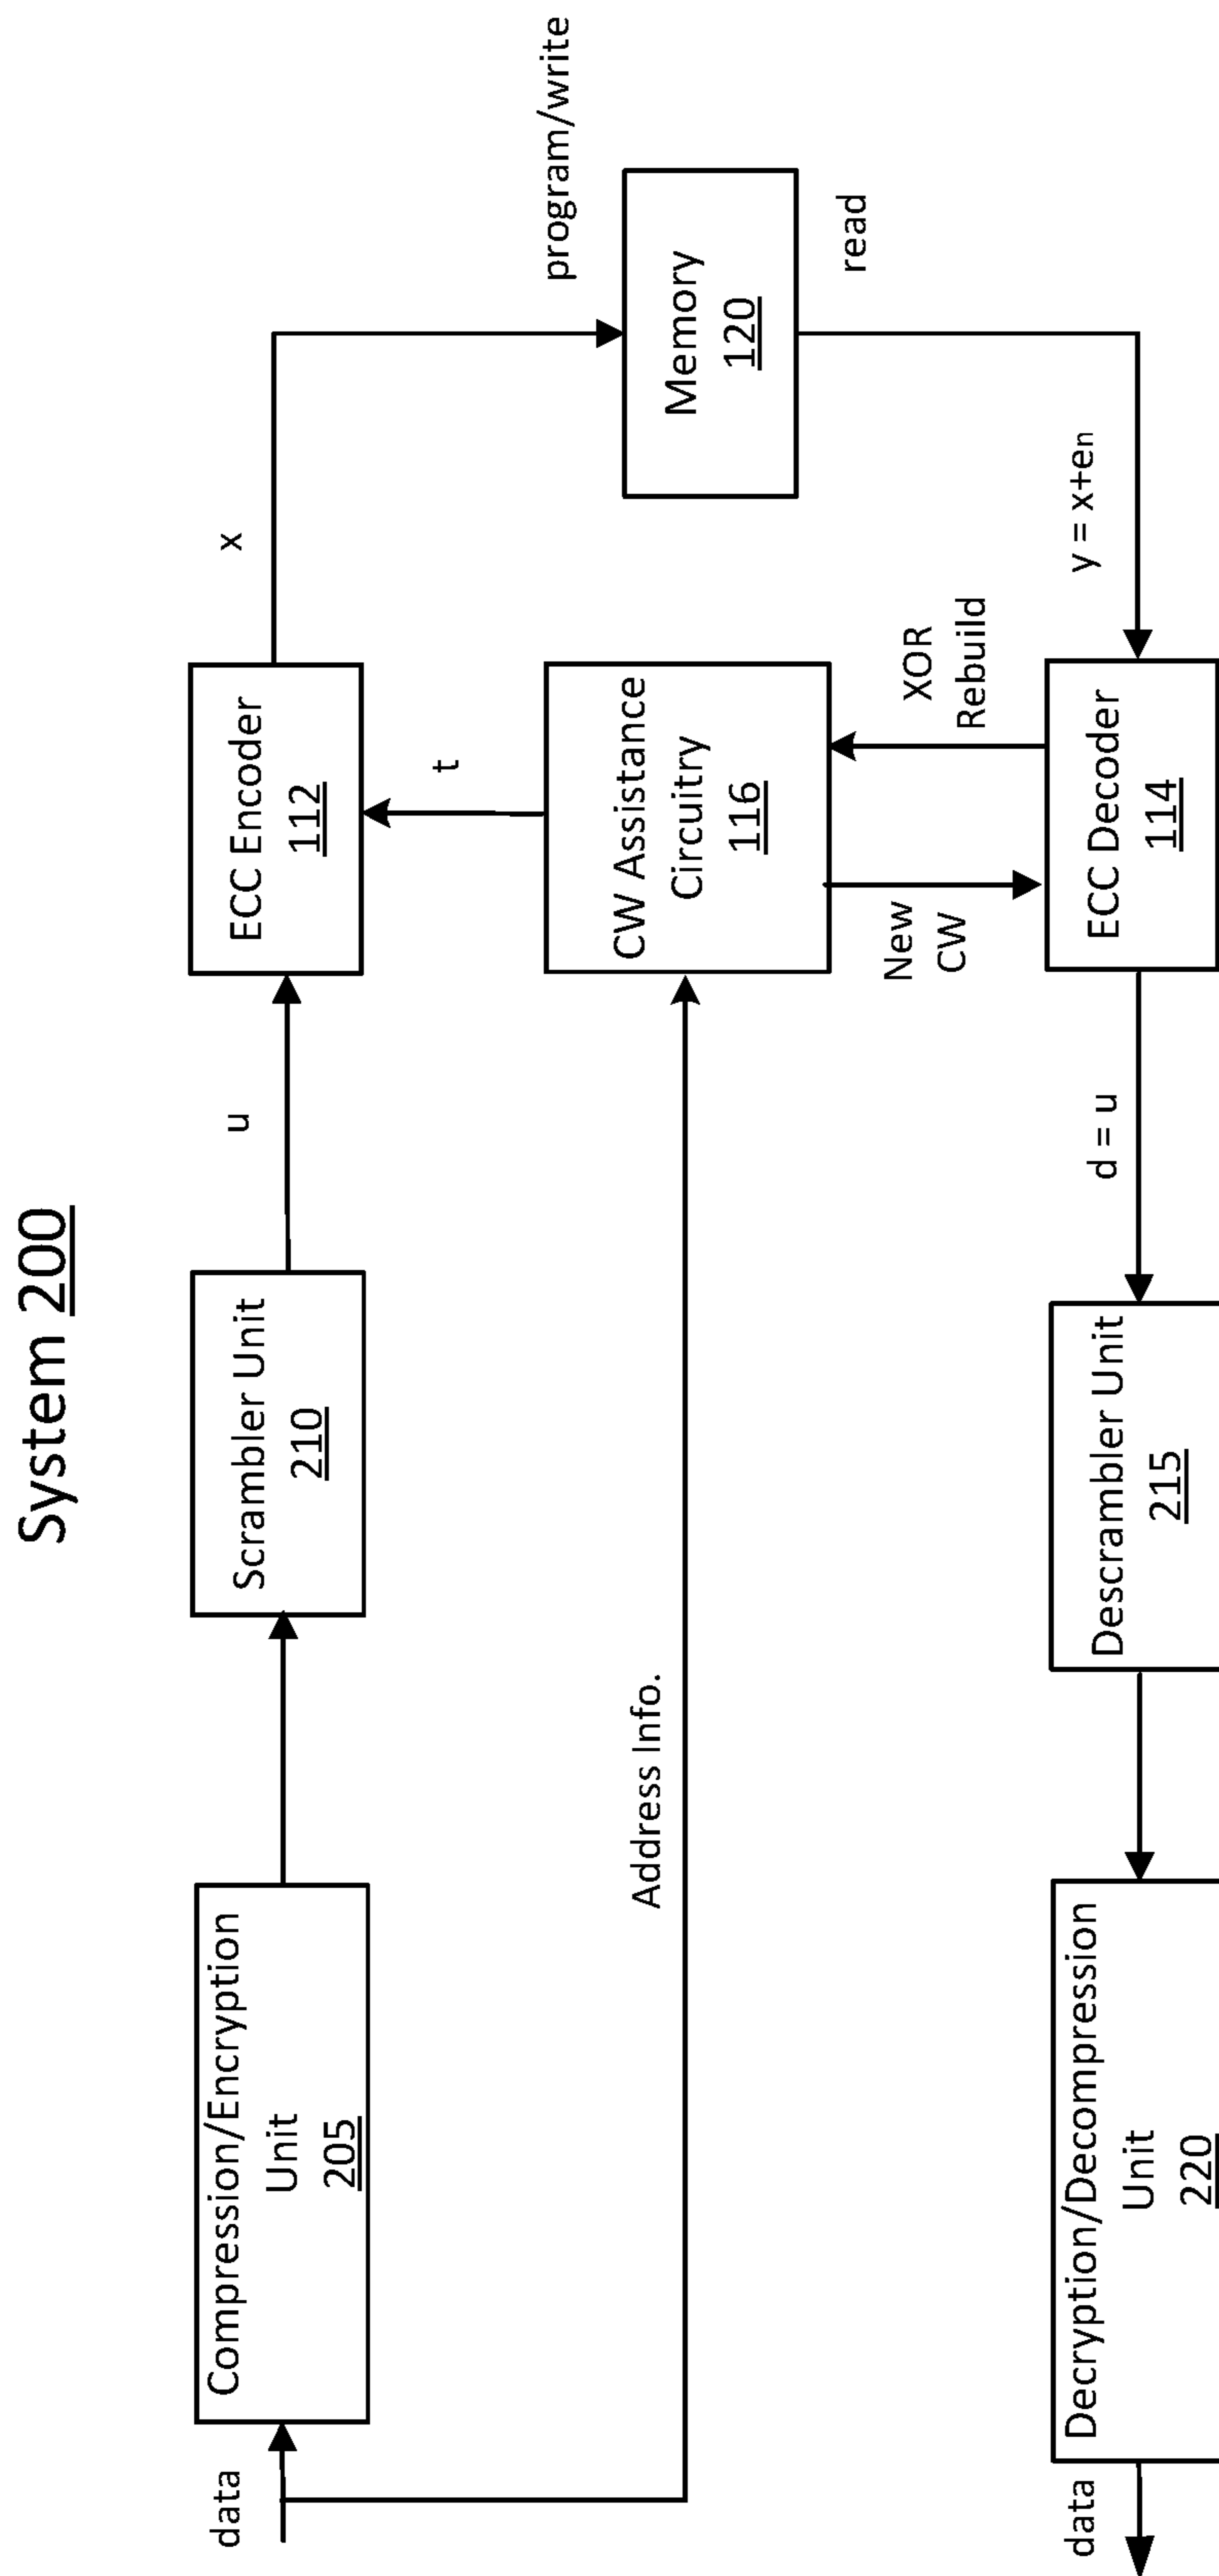 System 200
data
Compression/Encryption
Unit
205
Scrambler Unit
210
u
ECC Encoder
112
x
program/write
Address Info.
t
CW Assistance
Circuitry
116
Memory
120
read
New
CW
XOR
Rebuild
y = x+en
ECC Decoder
114
d = u
Descrambler Unit
215
Decryption/Decompression
Unit
220
data